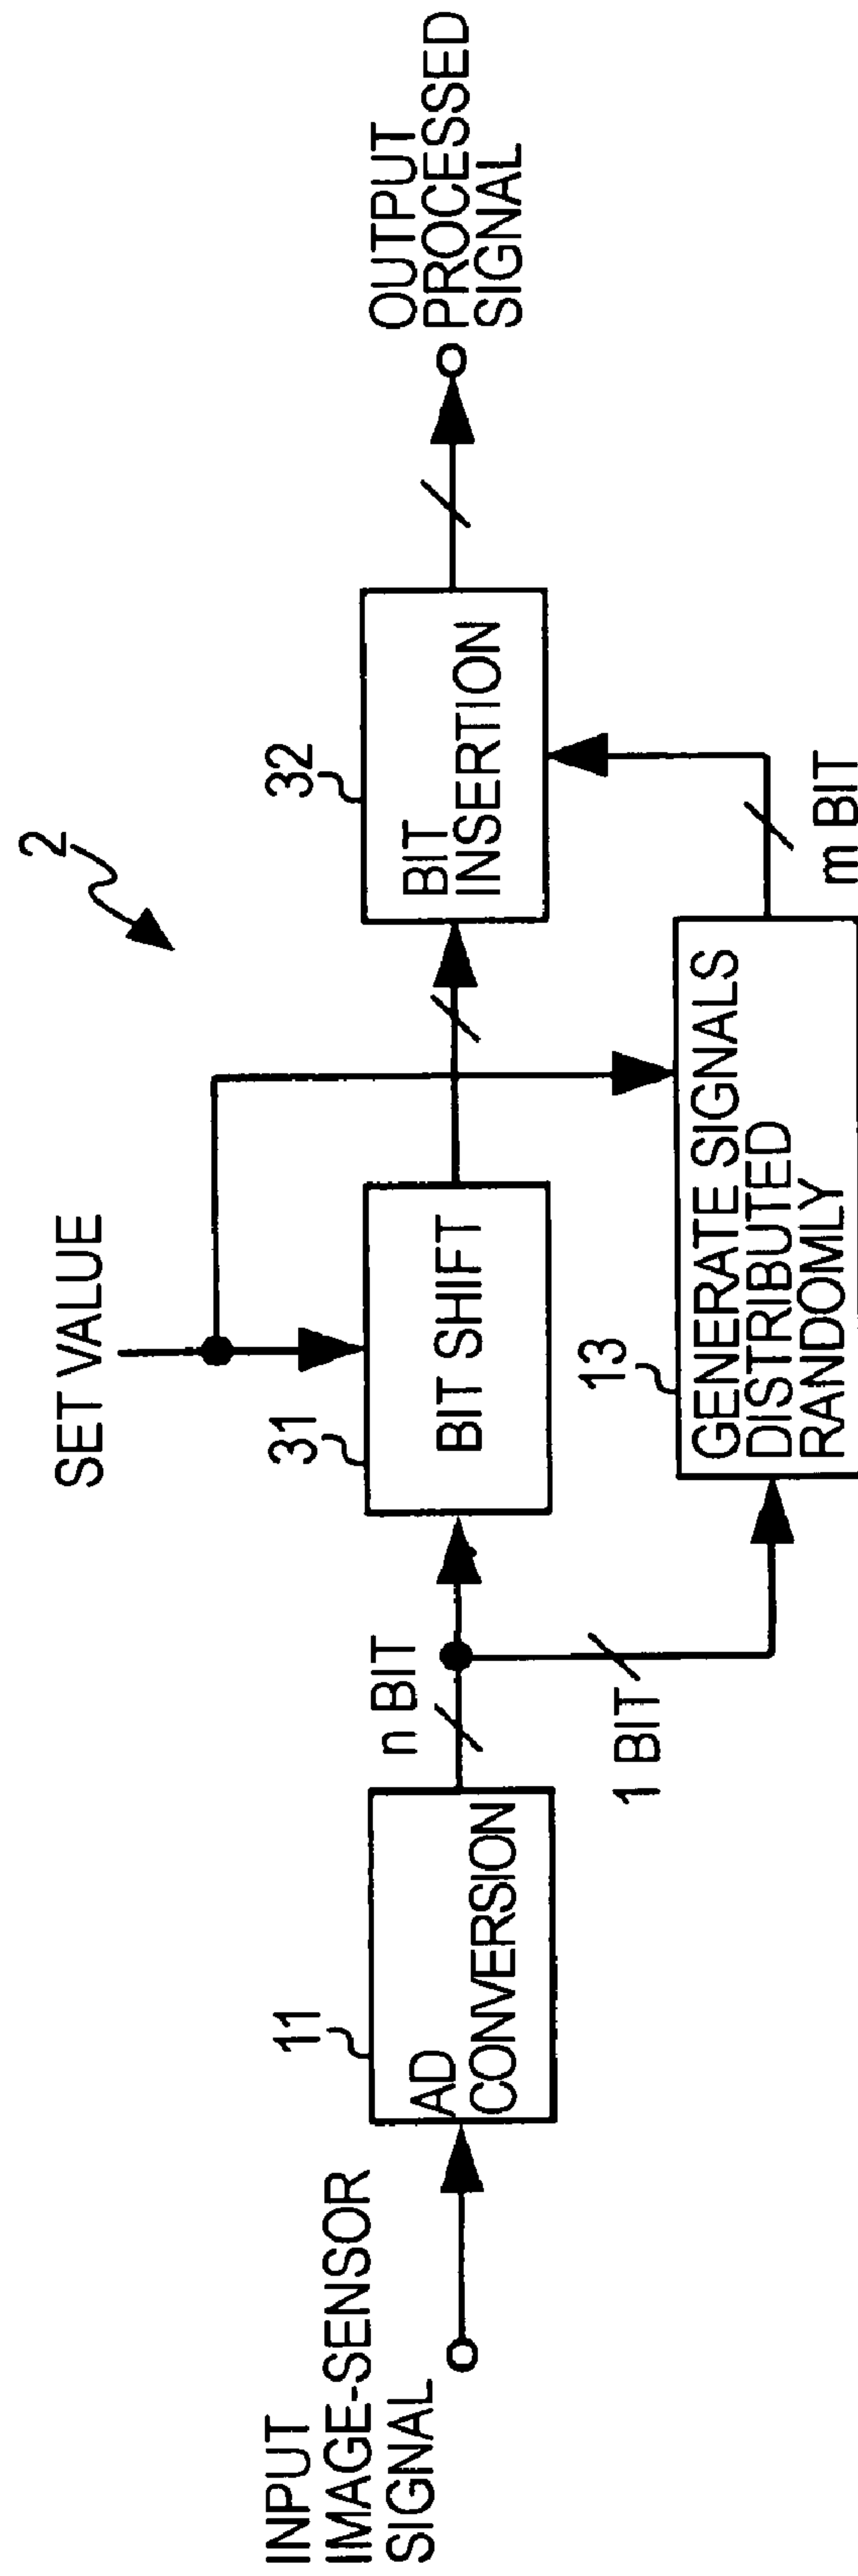 2
SET VALUE
INPUT
IMAGE-SENSOR
SIGNAL
11
AD
CONVERSION
n BIT
1 BIT
31
BIT SHIFT
13
GENERATE SIGNALS
DISTRIBUTED
RANDOMLY
m BIT
32
BIT
INSERTION
OUTPUT
PROCESSED
SIGNAL